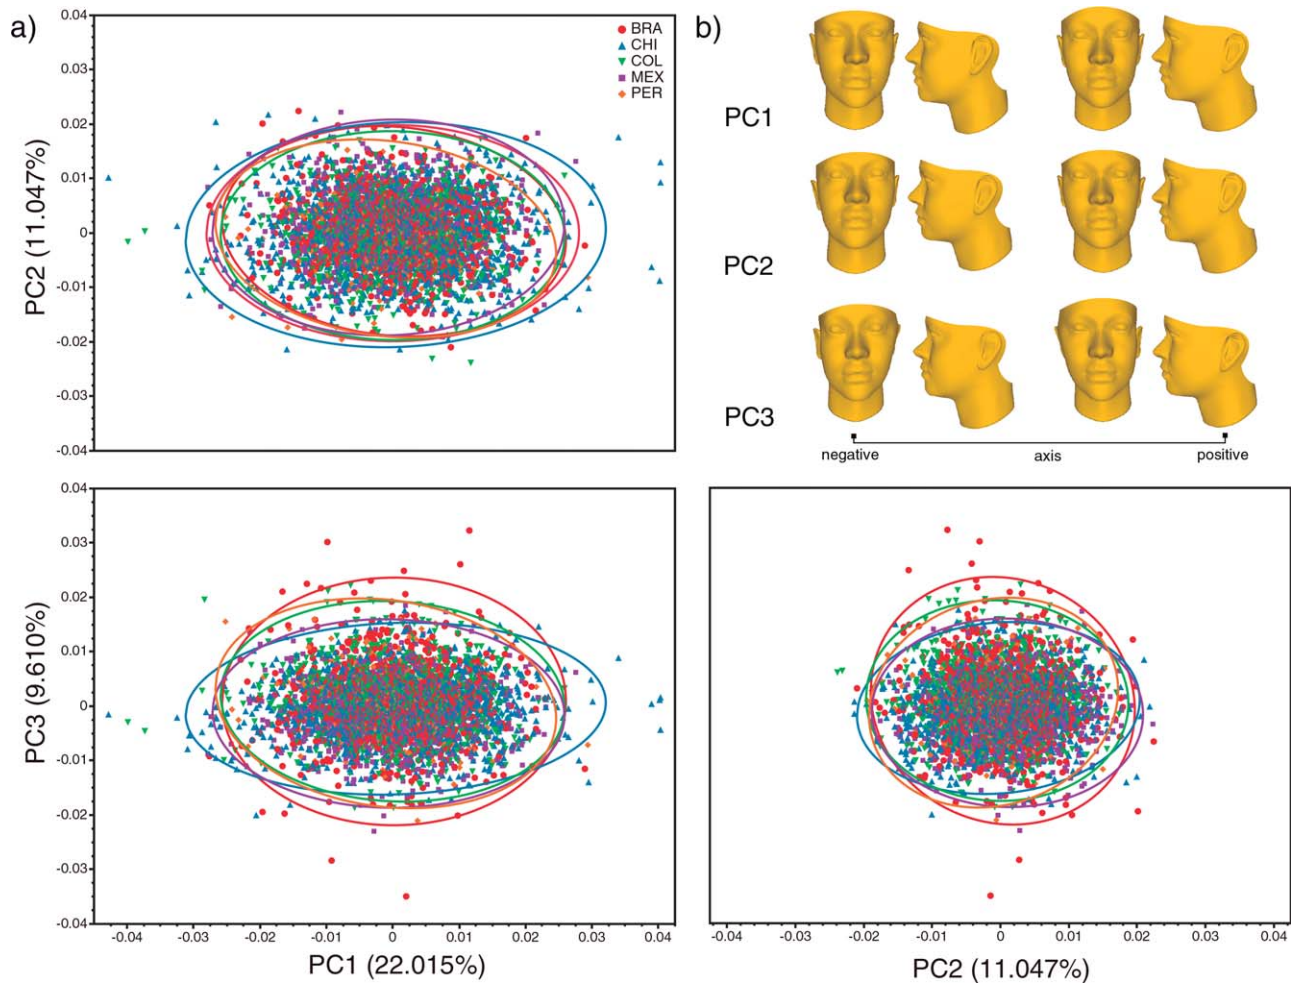 a)
BRA
CHI
COL
MEX
PER
PC2 (11.047%)
0.04
0.03
0.02
0.01
0
-0.01
-0.02
-0.03
-0.04
b)
PC1
PC2
PC3
negative
axis
positive
PC3 (9.610%)
0.04
0.03
0.02
0.01
0
-0.01
-0.02
-0.03
-0.04
-0.04 -0.03 -0.02 -0.01 0 0.01 0.02 0.03 0.04
PC1 (22.015%)
-0.04 -0.03 -0.02 -0.01 0 0.01 0.02 0.03 0.04
PC2 (11.047%)